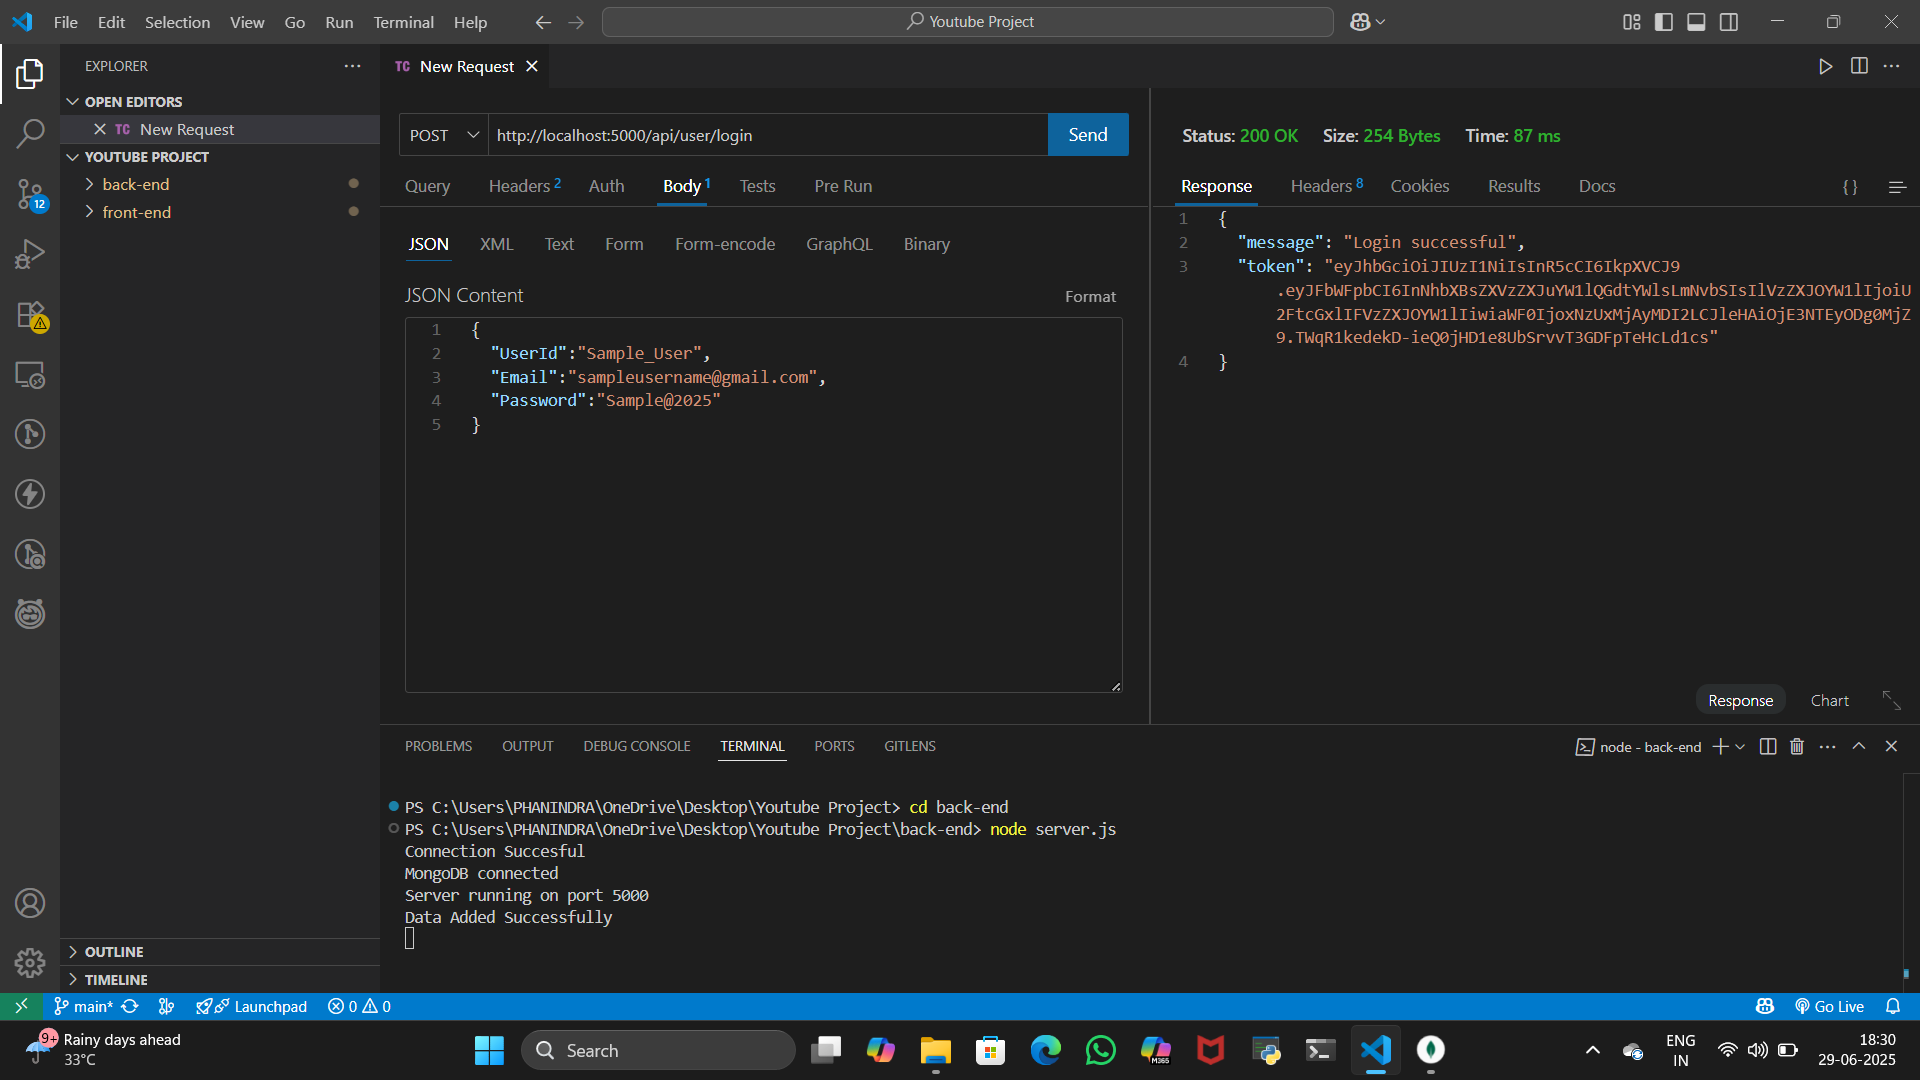 File Edit Selection View Go Run Terminal Help
Youtube Project
EXPLORER
OPEN EDITORS
TC New Request
YOUTUBE PROJECT
back-end
front-end
12
OUTLINE
TIMELINE
TC New Request
POST http://localhost:5000/api/user/login Send
Query Headers 2 Auth Body 1 Tests Pre Run
JSON XML Text Form Form-encode GraphQL Binary
JSON Content Format
1 {
2 "UserId":"Sample_User",
3 "Email":"sampleusername@gmail.com",
4 "Password":"Sample@2025"
5 }
Status: 200 OK Size: 254 Bytes Time: 87 ms
Response Headers 8 Cookies Results Docs { }
1 {
2 "message": "Login successful",
3 "token": "eyJhbGciOiJIUzI1NiIsInR5cCI6IkpXVCJ9
.eyJFbWFpbCI6InNhbXBsZXVzZXJuYW1lQGdtYWlsLmNvbSIsIlVzZXJOYW1lIjoiU
2FtcGxlIFVzZXJOYW1lIiwiaWF0IjoxNzUxMjAyMDI2LCJleHAiOjE3NTEyODg0MjZ
9.TWqR1kedekD-ieQ0jHD1e8UbSrvvT3GDFpTeHcLd1cs"
4 }
Response Chart
PROBLEMS OUTPUT DEBUG CONSOLE TERMINAL PORTS GITLENS
node - back-end
PS C:\Users\PHANINDRA\OneDrive\Desktop\Youtube Project> cd back-end
PS C:\Users\PHANINDRA\OneDrive\Desktop\Youtube Project\back-end> node server.js
Connection Succesful
MongoDB connected
Server running on port 5000
Data Added Successfully
main* Launchpad 0 0
Go Live
9+ Rainy days ahead
33°C
Search
M365
ENG
IN
18:30
29-06-2025